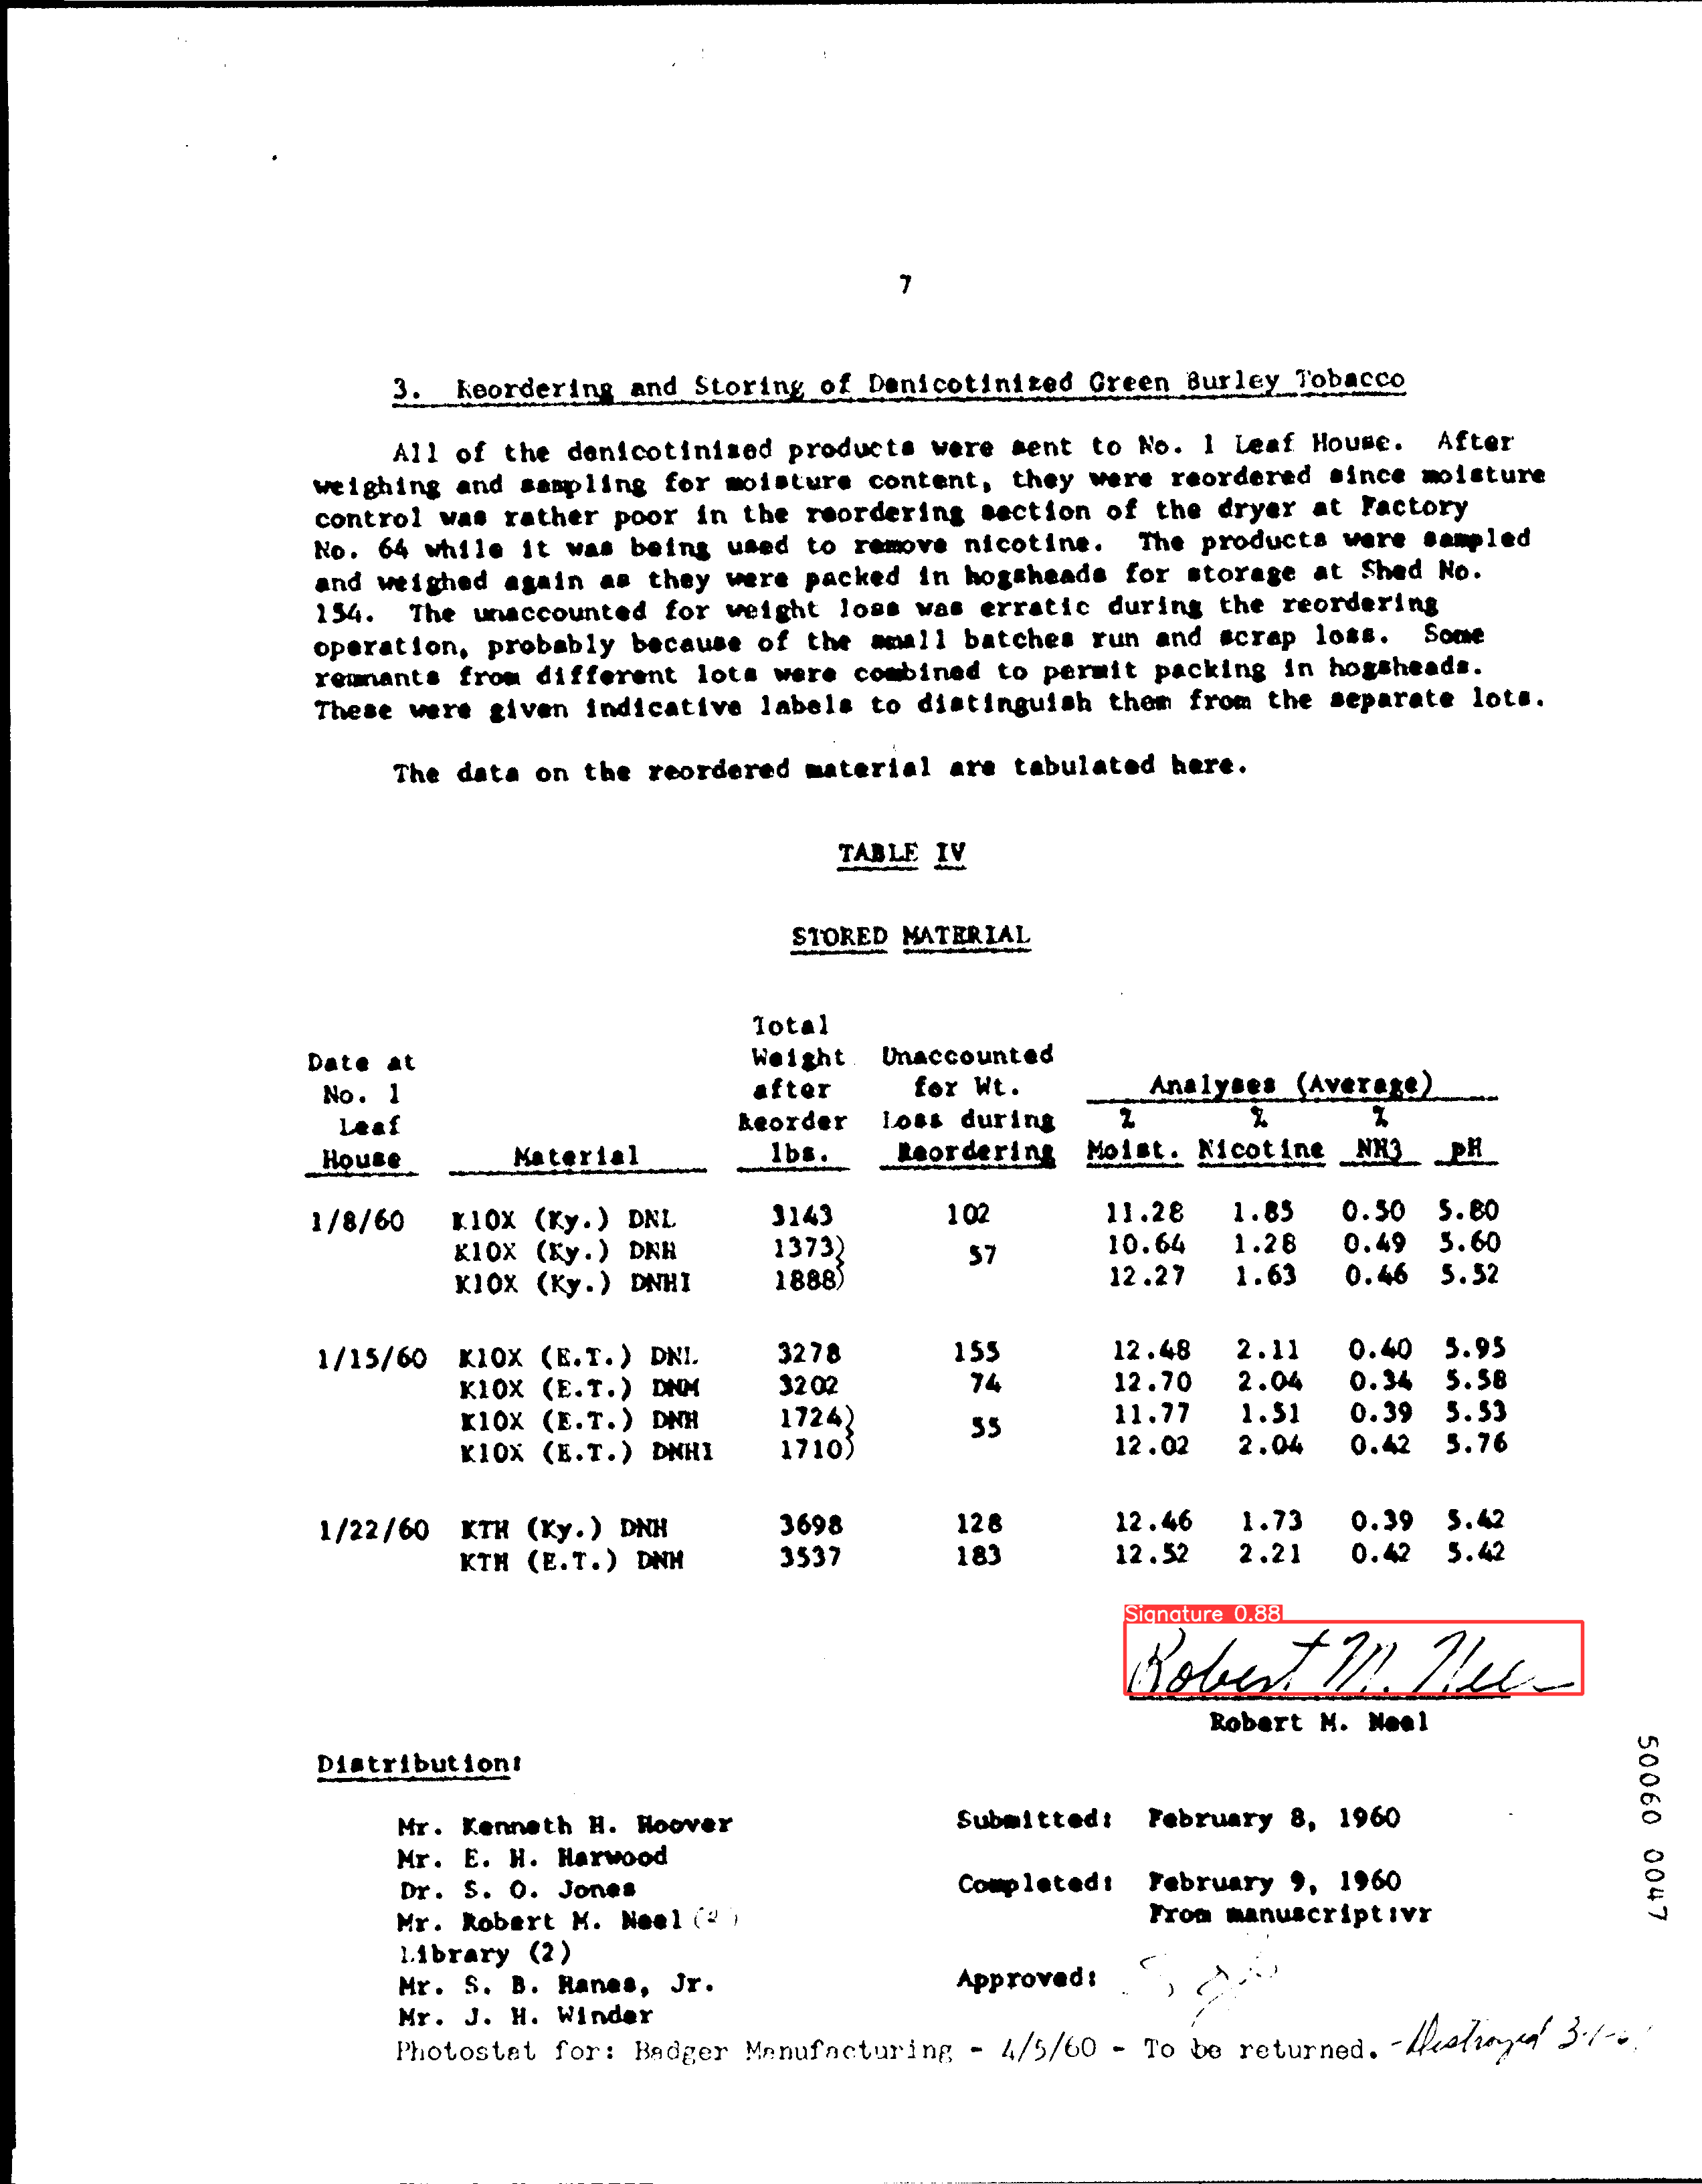 7
3. Reordering and Storing of Denicotinized Green Burley Tobacco
All of the denicotinized products were sent to No. 1 Leaf House. After
weighing and sampling for moisture content, they were reordered since moisture
control was rather poor in the reordering section of the dryer at Factory
No. 64 while it was being used to remove nicotine. The products were sampled
and weighed again as they were packed in hogsheads for storage at Shed No.
154. The unaccounted for weight loss was erratic during the reordering
operation, probably because of the small batches run and scrap loss. Some
remnants from different lots were combined to permit packing in hogsheads.
These were given indicative labels to distinguish them from the separate lots.
The data on the reordered material are tabulated here.
TABLE IV
STORED MATERIAL
Total
Date at Weight Unaccounted
No. 1 after for Wt. Analyses (Average)
Leaf Reorder Loss during % % %
House Material lbs. Reordering Moist. Nicotine NH3 pH
1/8/60 K10X (Ky.) DNL 3143 102 11.28 1.85 0.50 5.80
K10X (Ky.) DNH 1373) 57 10.64 1.28 0.49 5.60
K10X (Ky.) DNHI 1888) 12.27 1.63 0.46 5.52
1/15/60 K10X (E.T.) DNL 3278 155 12.48 2.11 0.40 5.95
K10X (E.T.) DNM 3202 74 12.70 2.04 0.34 5.58
K10X (E.T.) DNH 1724) 55 11.77 1.51 0.39 5.53
K10X (E.T.) DNHI 1710) 12.02 2.04 0.42 5.76
1/22/60 KTH (Ky.) DNH 3698 128 12.46 1.73 0.39 5.42
KTH (E.T.) DNH 3537 183 12.52 2.21 0.42 5.42
Signature 0.88
Robert M. Neel
Robert M. Neel
Distribution:
Mr. Kenneth H. Hoover Submitted: February 8, 1960
Mr. E. H. Harwood
Dr. S. O. Jones Completed: February 9, 1960
Mr. Robert M. Neel (2) From manuscript:vr
Library (2)
Mr. S. B. Hanes, Jr. Approved:
Mr. J. H. Winder
Photostat for: Badger Manufacturing - 4/5/60 - To be returned. - Destroyed
50060 0047